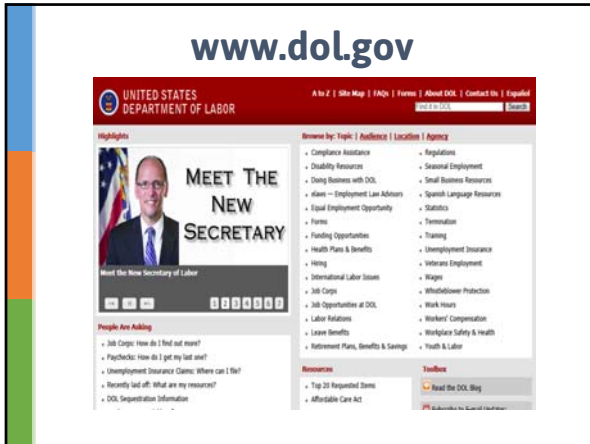 www.dol.gov
UNITED STATES
DEPARTMENT OF LABOR
A to Z | Site Map | FAQs | Forms | About DOL | Contact Us | Español
Find it in DOL
Search
Highlights
MEET THE
NEW
SECRETARY
Meet the New Secretary of Labor
1 2 3 4 5 6 7
People Are Asking
Job Corps: How do I find out more?
Paychecks: How do I get my last one?
Unemployment Insurance Claims: Where can I file?
Recently laid off: What are my resources?
DOL Sequestration Information
Browse by: Topic | Audience | Location | Agency
Compliance Assistance
Disability Resources
Doing Business with DOL
elaws — Employment Law Advisors
Equal Employment Opportunity
Forms
Funding Opportunities
Health Plans & Benefits
Hiring
International Labor Issues
Job Corps
Job Opportunities at DOL
Labor Relations
Leave Benefits
Retirement Plans, Benefits & Savings
Regulations
Seasonal Employment
Small Business Resources
Spanish Language Resources
Statistics
Termination
Training
Unemployment Insurance
Veterans Employment
Wages
Whistleblower Protection
Work Hours
Workers' Compensation
Workplace Safety & Health
Youth & Labor
Resources
Top 20 Requested Items
Affordable Care Act
Toolbox
Read the DOL Blog
Subscribe to E-mail Updates